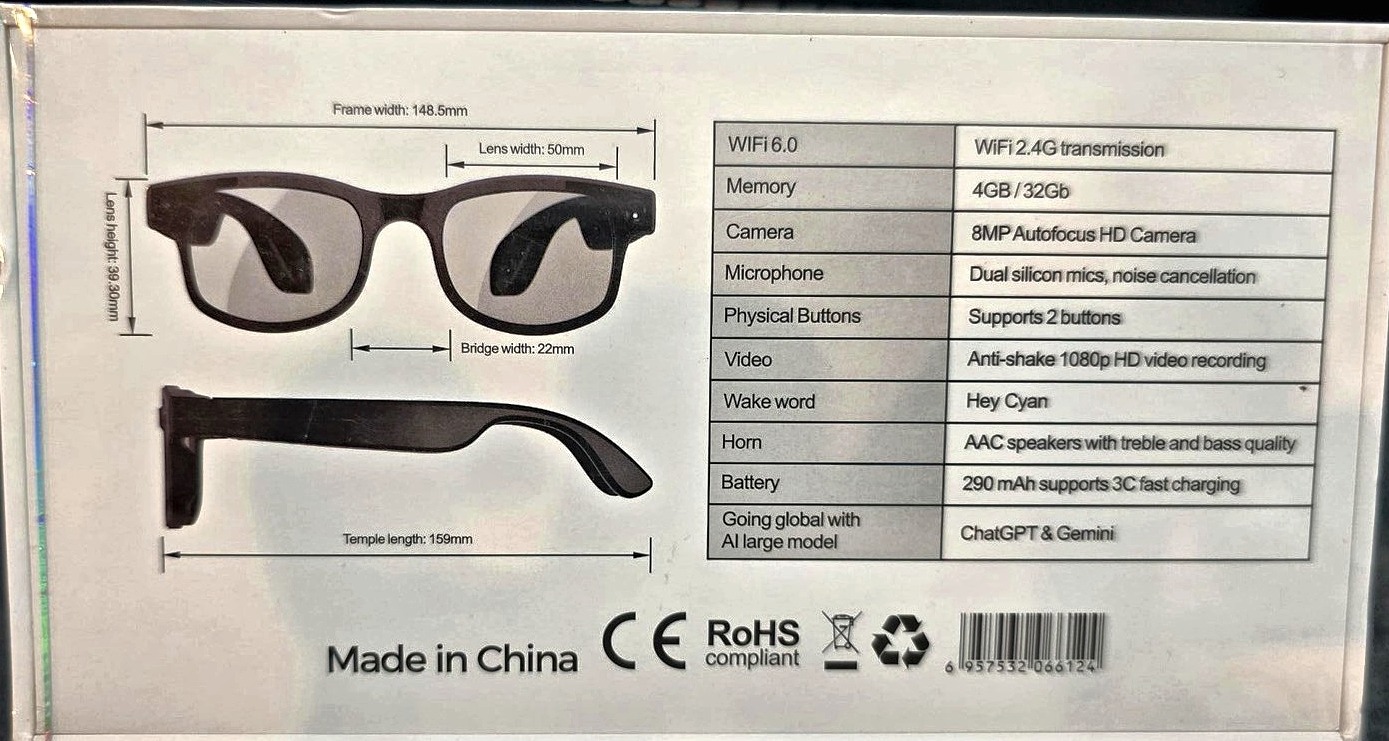 Frame width: 148.5mm
Lens width: 50mm
Lens height: 39.30mm
Bridge width: 22mm
Temple length: 159mm
WIFi 6.0 WiFi 2.4G transmission
Memory 4GB / 32Gb
Camera 8MP Autofocus HD Camera
Microphone Dual silicon mics, noise cancellation
Physical Buttons Supports 2 buttons
Video Anti-shake 1080p HD video recording
Wake word Hey Cyan
Horn AAC speakers with treble and bass quality
Battery 290 mAh supports 3C fast charging
Going global with
AI large model ChatGPT & Gemini
Made in China
CE
RoHS
compliant
6 957532 066124